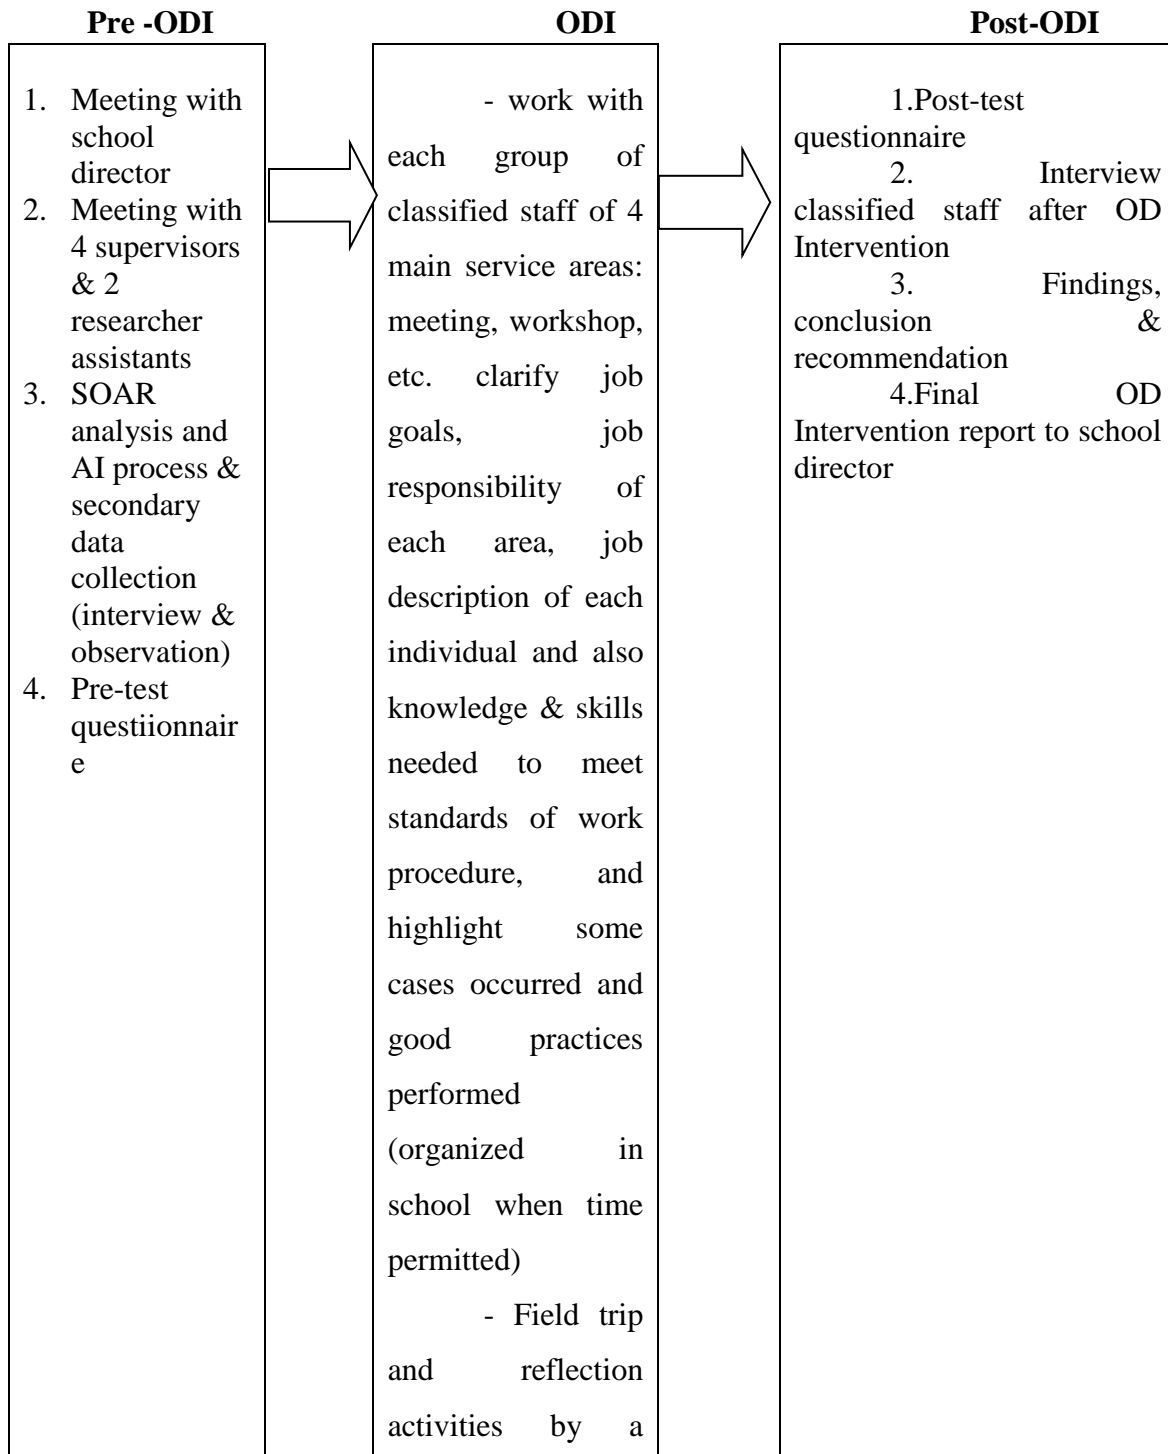 Pre -ODI
ODI
Post-ODI
1. Meeting with
school
director
2. Meeting with
4 supervisors
& 2
researcher
assistants
3. SOAR
analysis and
AI process &
secondary
data
collection
(interview &
observation)
4. Pre-test
questiionnair
e
- work with
each group of
classified staff of 4
main service areas:
meeting, workshop,
etc. clarify job
goals, job
responsibility of
each area, job
description of each
individual and also
knowledge & skills
needed to meet
standards of work
procedure, and
highlight some
cases occurred and
good practices
performed
(organized in
school when time
permitted)
- Field trip
and reflection
activities by a
1.Post-test
questionnaire
2. Interview
classified staff after OD
Intervention
3. Findings,
conclusion &
recommendation
4.Final OD
Intervention report to school
director